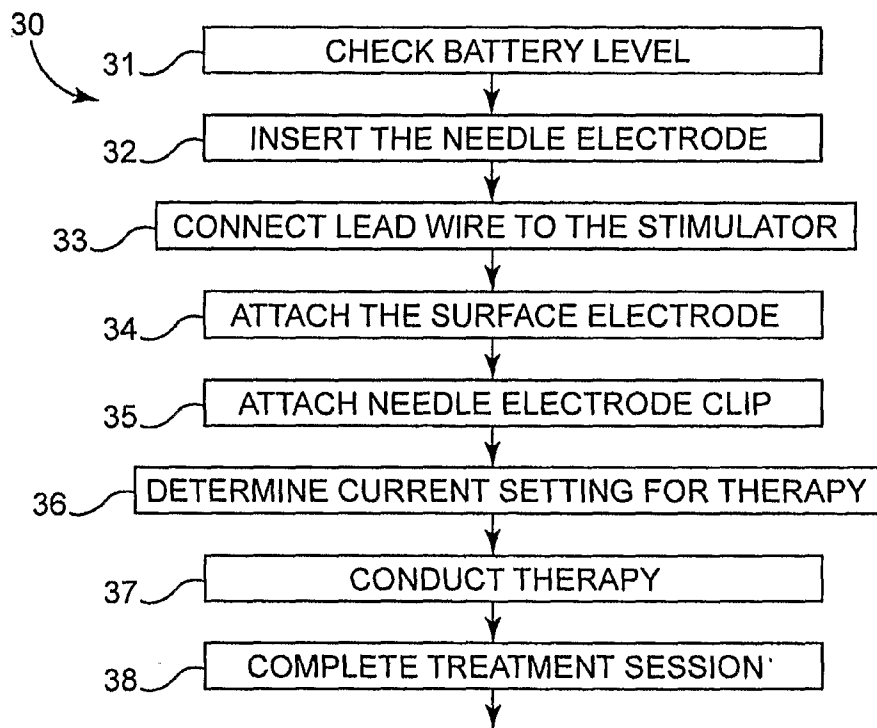 30
31 CHECK BATTERY LEVEL
32 INSERT THE NEEDLE ELECTRODE
33 CONNECT LEAD WIRE TO THE STIMULATOR
34 ATTACH THE SURFACE ELECTRODE
35 ATTACH NEEDLE ELECTRODE CLIP
36 DETERMINE CURRENT SETTING FOR THERAPY
37 CONDUCT THERAPY
38 COMPLETE TREATMENT SESSION